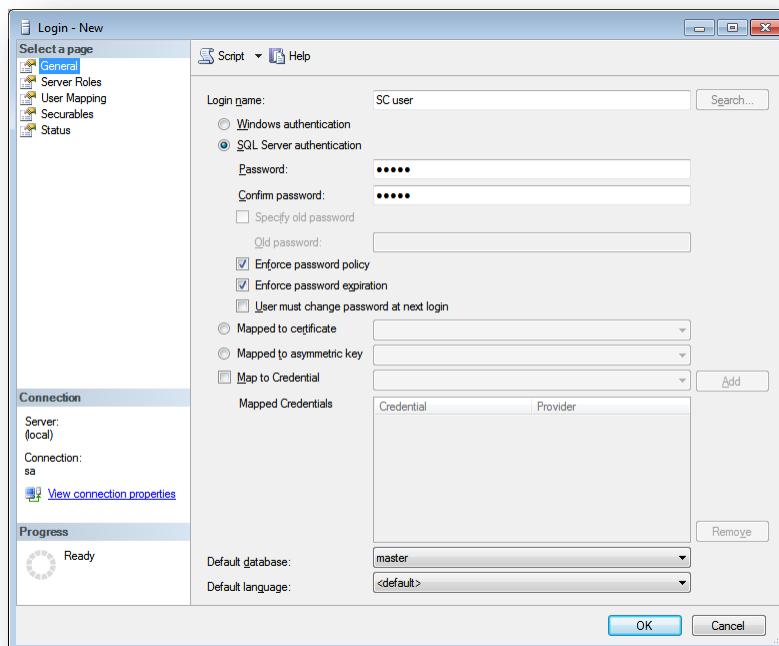 Login - New
Select a page
General
Server Roles
User Mapping
Securables
Status
Script Help
Login name: SC user Search...
Windows authentication
SQL Server authentication
Password: •••••
Confirm password: •••••
Specify old password
Old password:
Enforce password policy
Enforce password expiration
User must change password at next login
Mapped to certificate
Mapped to asymmetric key
Map to Credential Add
Mapped Credentials Credential Provider
Remove
Default database: master
Default language: <default>
Connection
Server:
(local)
Connection:
sa
View connection properties
Progress
Ready
OK Cancel